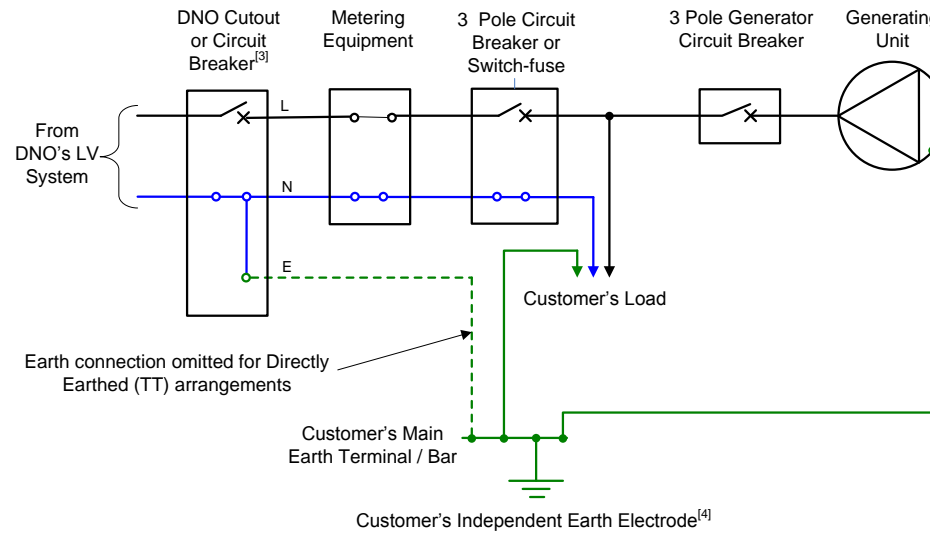 DNO Cutout
or Circuit
Breaker[3]
Metering
Equipment
3 Pole Circuit
Breaker or
Switch-fuse
3 Pole Generator
Circuit Breaker
Generating
Unit
L
From
DNO's LV
System
N
E
Customer's Load
Earth connection omitted for Directly
Earthed (TT) arrangements
Customer's Main
Earth Terminal / Bar
Customer's Independent Earth Electrode[4]